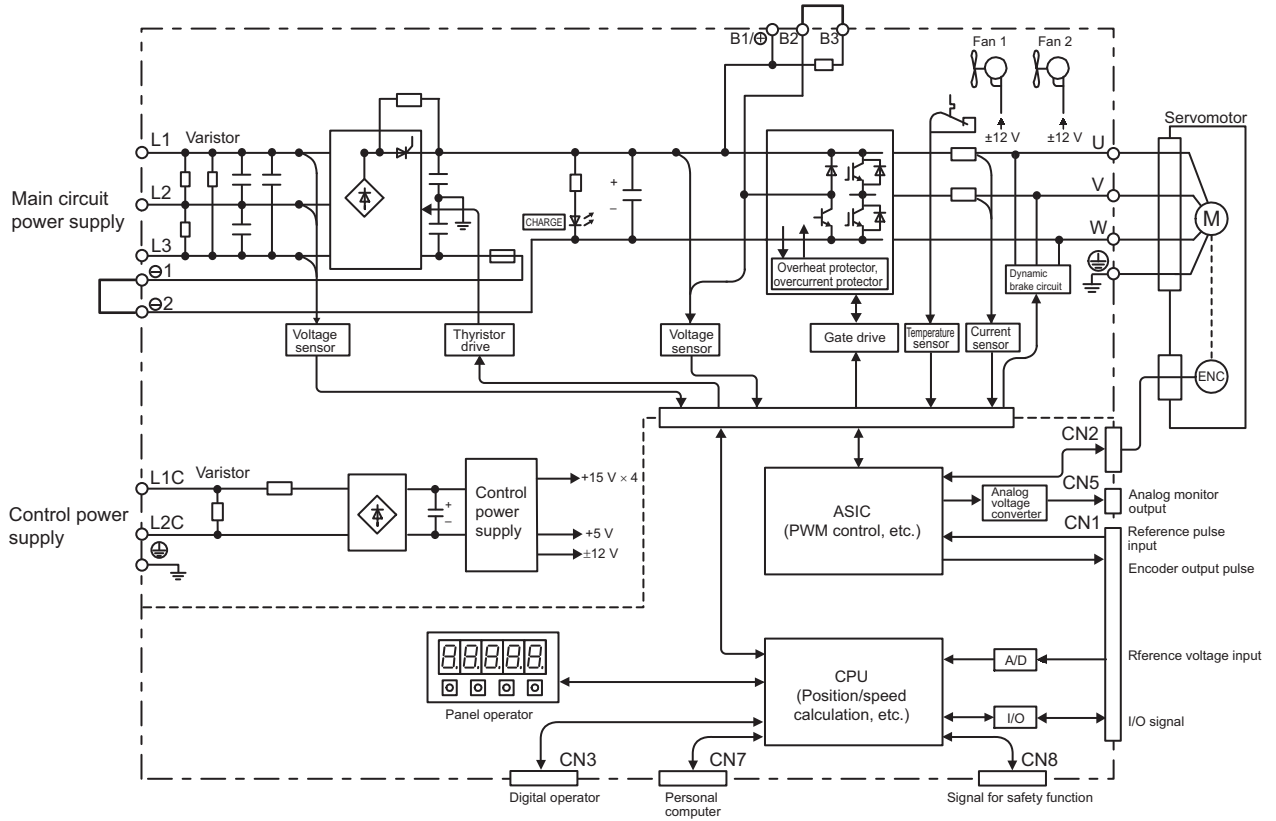 B1/⊕ B2 B3
Fan 1 Fan 2
±12 V ±12 V
Servomotor
Main circuit
power supply
L1 Varistor
L2
L3
⊖1
⊖2
+
–
CHARGE
Overheat protector,
overcurrent protector
U
V
W
M
Dynamic
brake circuit
Voltage
sensor
Thyristor
drive
Voltage
sensor
Gate drive
Temperature
sensor
Current
sensor
ENC
Control power
supply
L1C Varistor
L2C
+
–
Control
power
supply
+15 V × 4
+5 V
±12 V
ASIC
(PWM control, etc.)
Analog
voltage
converter
CN2
CN5
Analog monitor
output
CN1
Reference pulse
input
Encoder output pulse
8.8.8.8.8.
Panel operator
CPU
(Position/speed
calculation, etc.)
A/D
Rference voltage input
I/O
I/O signal
CN3
Digital operator
CN7
Personal
computer
CN8
Signal for safety function